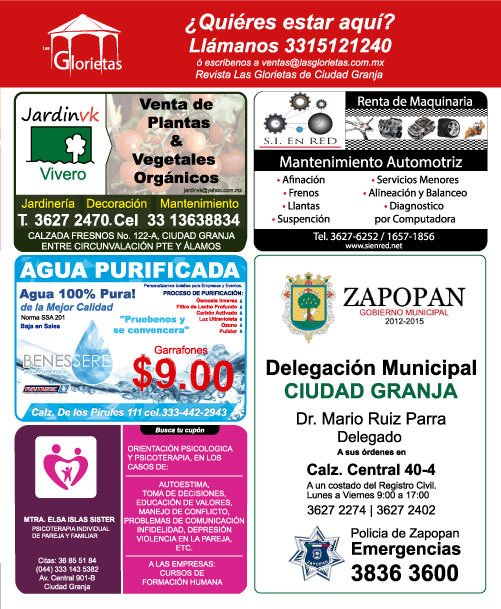 Las
Glorietas
¿Quiéres estar aquí?
Llámanos 3315121240
ó escribenos a ventas@lasglorietas.com.mx
Revista Las Glorietas de Ciudad Granja
Jardinvk
Vivero
Venta de
Plantas
&
Vegetales
Orgánicos
jardinvk@yahoo.com.mx
Jardinería Decoración Mantenimiento
T. 3627 2470. Cel 33 13638834
CALZADA FRESNOS No. 122-A, CIUDAD GRANJA
ENTRE CIRCUNVALACIÓN PTE Y ÁLAMOS
S.I. EN RED
Renta de Maquinaria
Mantenimiento Automotriz
• Afinación
• Frenos
• Llantas
• Suspención
• Servicios Menores
• Alineación y Balanceo
• Diagnostico
por Computadora
Tel. 3627-6252 / 1657-1856
www.sienred.net
AGUA PURIFICADA
Personalizamos botellas para Empresas y Eventos.
Agua 100% Pura!
de la Mejor Calidad
Norma SSA 201
Baja en Sales
PROCESO DE PURIFICACIÓN:
Ósmosis Inversa
Filtro de Lecho Profundo
Carbón Activado
Luz Ultravioleta
Ozono
Pulidor
"Pruebenos y
se convencera"
BENESSERE
Garrafones
$9.00
Calz. De los Pirules 111 cel.333-442-2943
ZAPOPAN
GOBIERNO MUNICIPAL
2012-2015
Delegación Municipal
CIUDAD GRANJA
Dr. Mario Ruiz Parra
Delegado
A sus órdenes en
Calz. Central 40-4
A un costado del Registro Civil.
Lunes a Viernes 9:00 a 17:00
3627 2274 | 3627 2402
Policia de Zapopan
Emergencias
3836 3600
Busca tu cupón
MTRA. ELSA ISLAS SISTER
PSICOTERAPIA INDIVIDUAL
DE PAREJA Y FAMILIAR
Citas: 36 85 51 84
(044) 333 143 5382
Av. Central 901-B
Ciudad Granja
ORIENTACIÓN PSICOLOGICA
Y PSICOTERAPIA, EN LOS
CASOS DE:
AUTOESTIMA,
TOMA DE DECISIONES,
EDUCACIÓN DE VALORES,
MANEJO DE CONFLICTO,
PROBLEMAS DE COMUNICACIÓN
INFIDELIDAD, DEPRESIÓN
VIOLENCIA EN LA PAREJA,
ETC.
A LAS EMPRESAS:
CURSOS DE
FORMACIÓN HUMANA